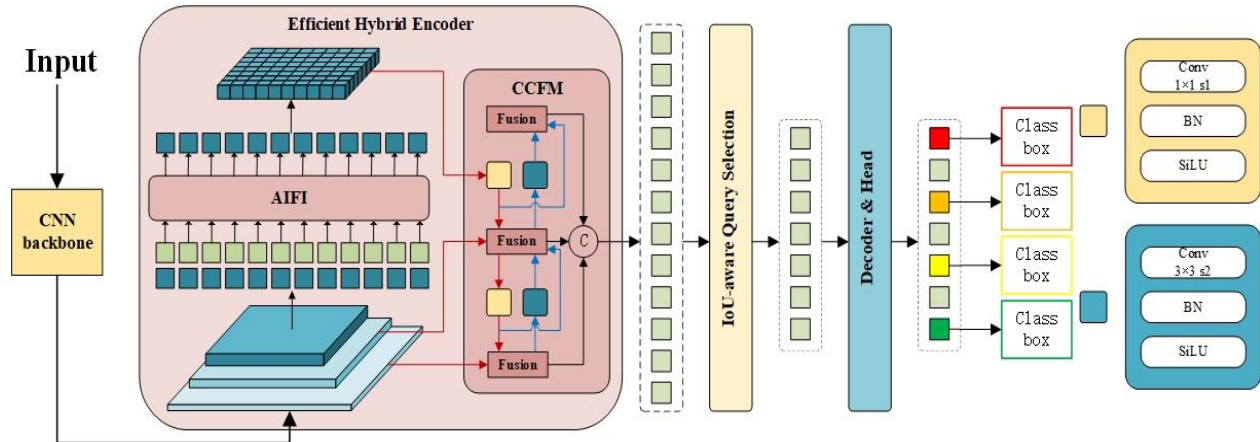 Input
CNN
backbone
Efficient Hybrid Encoder
AIFI
CCFM
Fusion
Fusion
Fusion
C
IoU-aware Query Selection
Decoder & Head
Class
box
Class
box
Class
box
Class
box
Conv
1×1 s1
BN
SiLU
Conv
3×3 s2
BN
SiLU